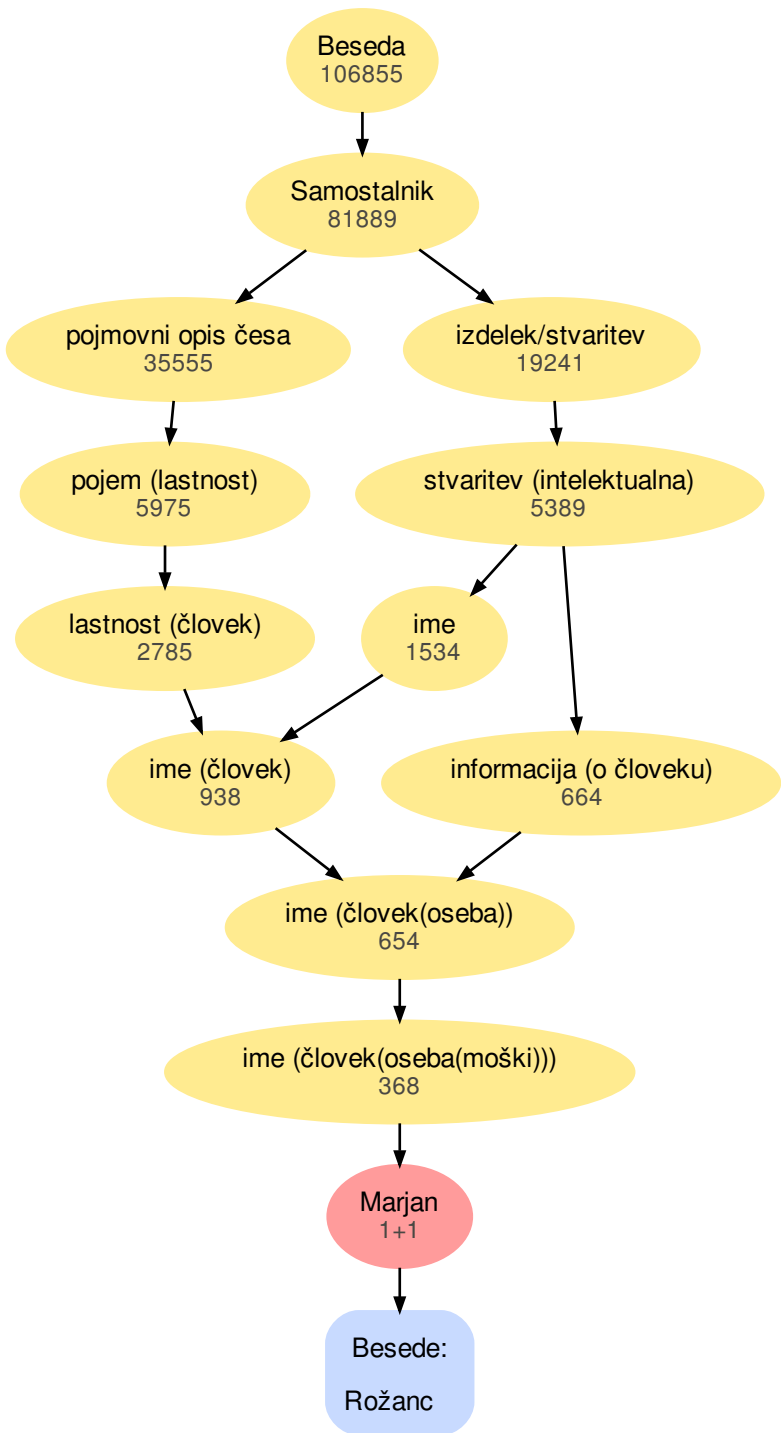 Beseda
106855
Samostalnik
81889
pojmovni opis česa
35555
izdelek/stvaritev
19241
pojem (lastnost)
5975
stvaritev (intelektualna)
5389
lastnost (človek)
2785
ime
1534
ime (človek)
938
informacija (o človeku)
664
ime (človek(oseba))
654
ime (človek(oseba(moški)))
368
Marjan
1+1
Besede:
Rožanc